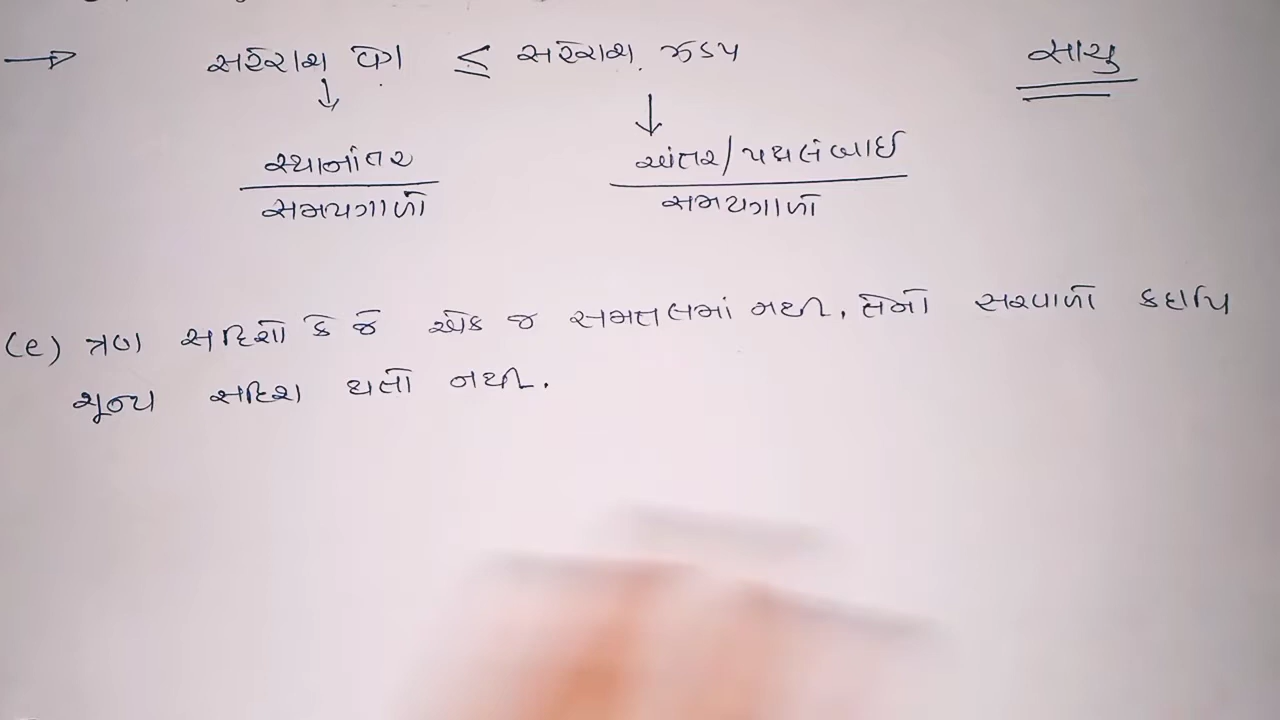 → સરેરાશ વેગ ≤ સરેરાશ ઝડપ સાચુ
↓ ↓
સ્થાનાંતર અંતર/પથલંબાઈ
સમયગાળો સમયગાળો
(e) ત્રણ સદિશો કે જે એક જ સમતલમાં નથી, તેનો સરવાળો કદાપિ
શૂન્ય સદિશ થતો નથી.